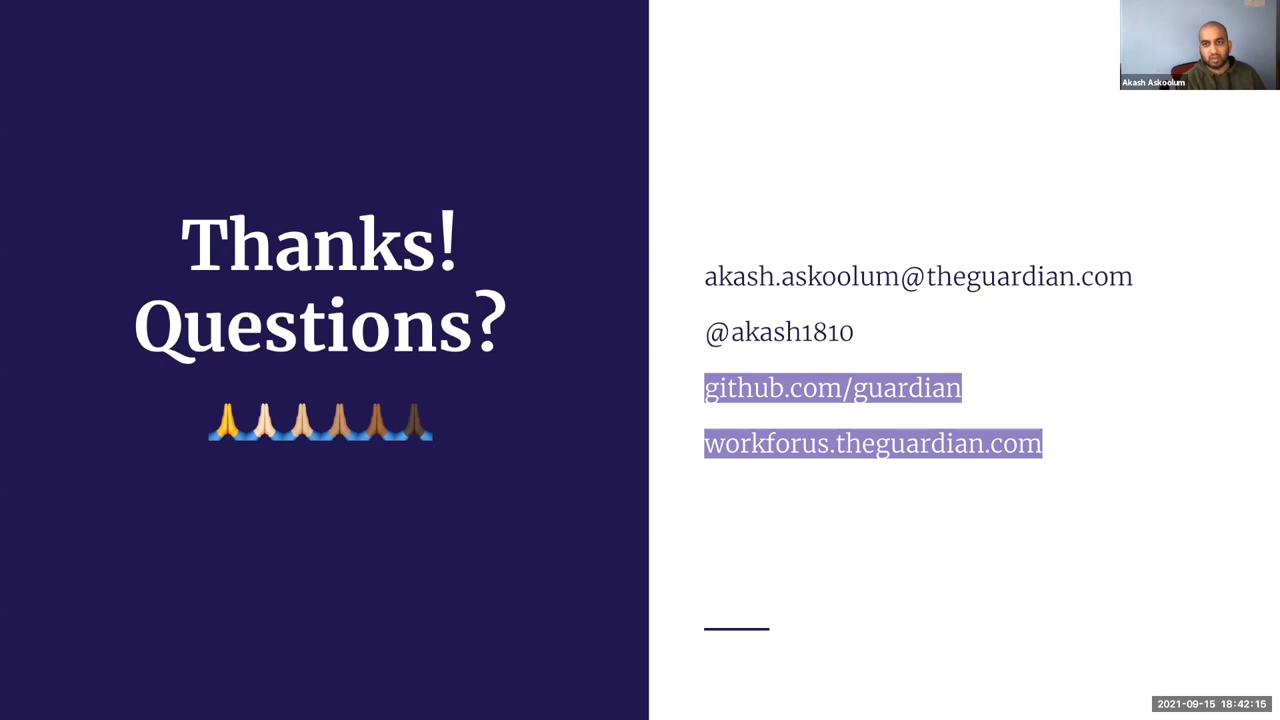 Thanks!
Questions?
🙏🙏🏻🙏🏼🙏🏽🙏🏾🙏🏿
akash.askoolum@theguardian.com
@akash1810
github.com/guardian
workforus.theguardian.com
Akash Askoolum
2021-09-15 18:42:15